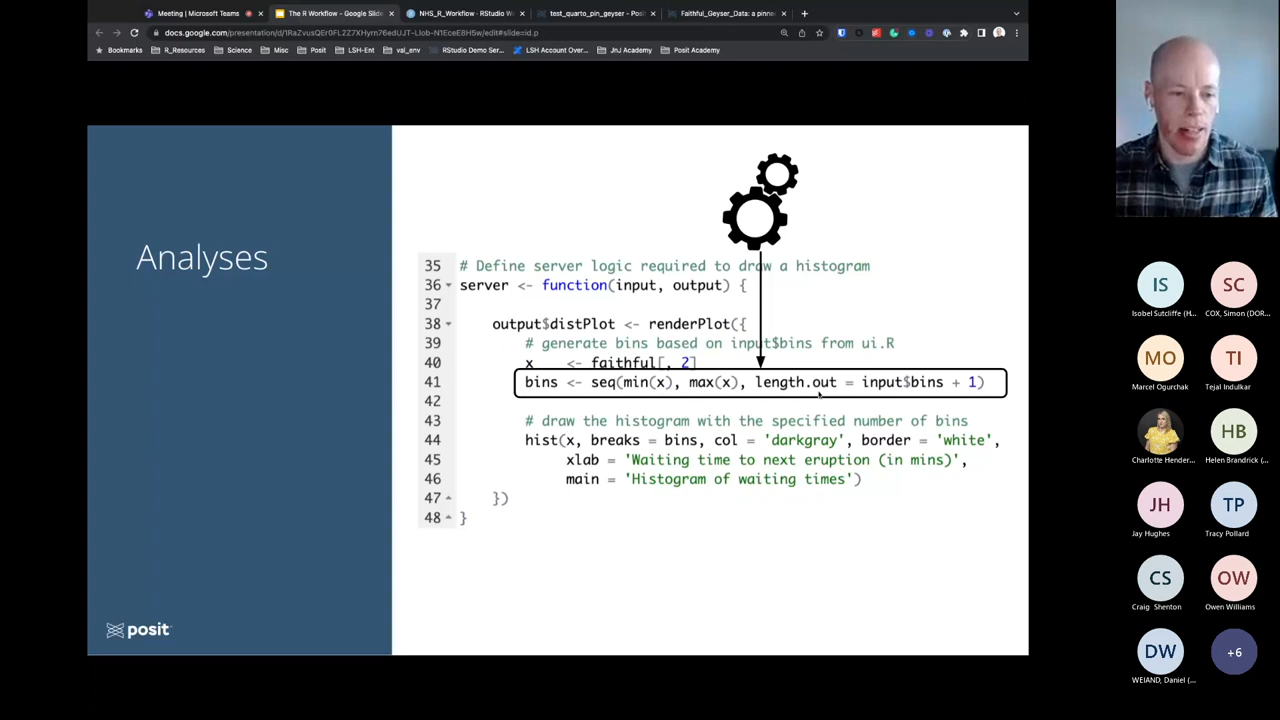 Meeting | Microsoft Teams
The R Workflow - Google Slide
NHS_R_Workflow - RStudio W
test_quarto_pin_geyser - Posit
Faithful_Geyser_Data: a pinne
Bookmarks
R_Resources
Science
Misc
Posit
LSH-Ent
val_env
RStudio Demo Ser...
LSH Account Over...
JnJ Academy
Posit Academy
Analyses
35 # Define server logic required to draw a histogram
36 server <- function(input, output) {
37
38 output$distPlot <- renderPlot({
39 # generate bins based on input$bins from ui.R
40 x <- faithful[, 2]
41 bins <- seq(min(x), max(x), length.out = input$bins + 1)
42
43 # draw the histogram with the specified number of bins
44 hist(x, breaks = bins, col = 'darkgray', border = 'white',
45 xlab = 'Waiting time to next eruption (in mins)',
46 main = 'Histogram of waiting times')
47 })
48 }
posit
IS
SC
Isobel Sutcliffe (H...
COX, Simon (DOR...
MO
TI
Marcel Ogurchak
Tejal Indulkar
HB
Charlotte Hender...
Helen Brandrick (...
JH
TP
Jay Hughes
Tracy Pollard
CS
OW
Craig Shenton
Owen Williams
DW
+6
WEIAND, Daniel (...